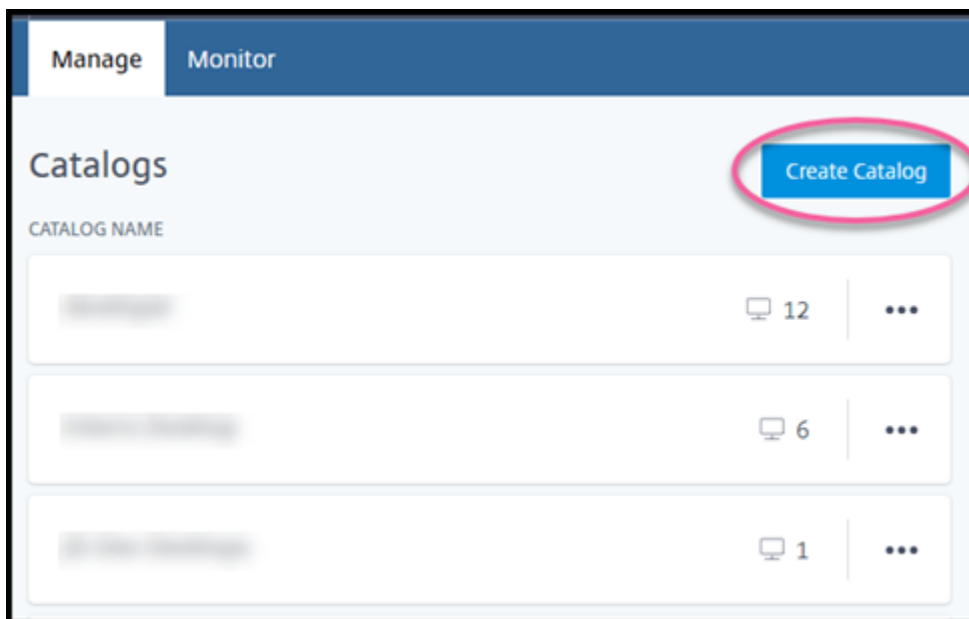 Manage Monitor
Catalogs
Create Catalog
CATALOG NAME
12 •••
6 •••
1 •••